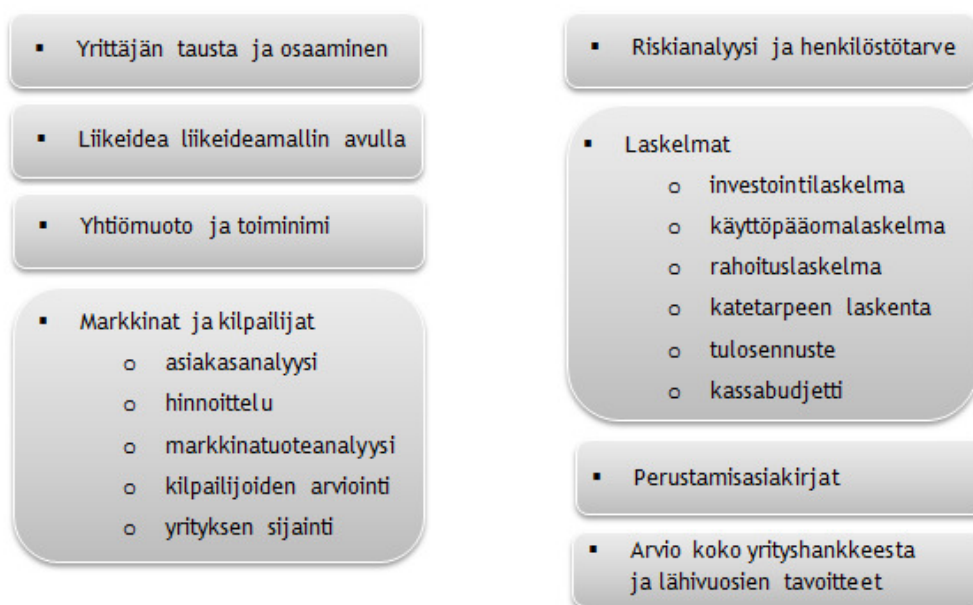 ▪ Yrittäjän tausta ja osaaminen
▪ Liikeidea liikeideamallin avulla
▪ Yhtiömuoto ja toiminimi
▪ Markkinat ja kilpailijat
o asiakasanalyysi
o hinnoittelu
o markkinatuoteanalyysi
o kilpailijoiden arviointi
o yrityksen sijainti
▪ Riskianalyysi ja henkilöstötarve
▪ Laskelmat
o investointilaskelma
o käyttöpääomalaskelma
o rahoituslaskelma
o katetarpeen laskenta
o tulosennuste
o kassabudjetti
▪ Perustamisasiakirjat
▪ Arvio koko yrityshankkeesta
ja lähivuosien tavoitteet